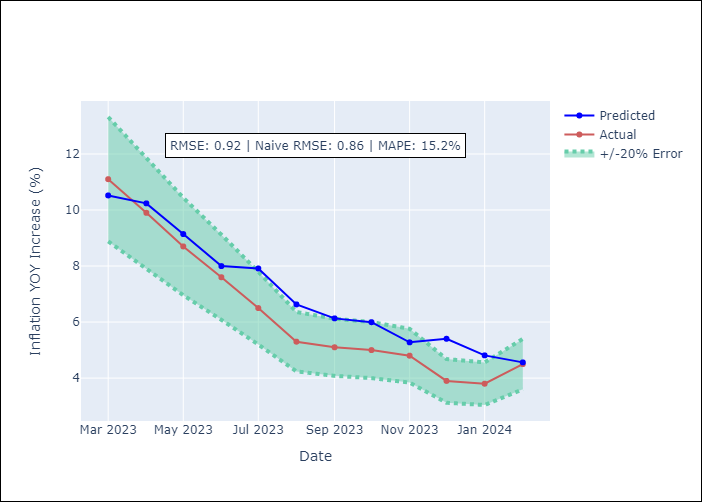 RMSE: 0.92 | Naive RMSE: 0.86 | MAPE: 15.2%
Predicted
Actual
+/-20% Error
Inflation YOY Increase (%)
12
10
8
6
4
Mar 2023 May 2023 Jul 2023 Sep 2023 Nov 2023 Jan 2024
Date